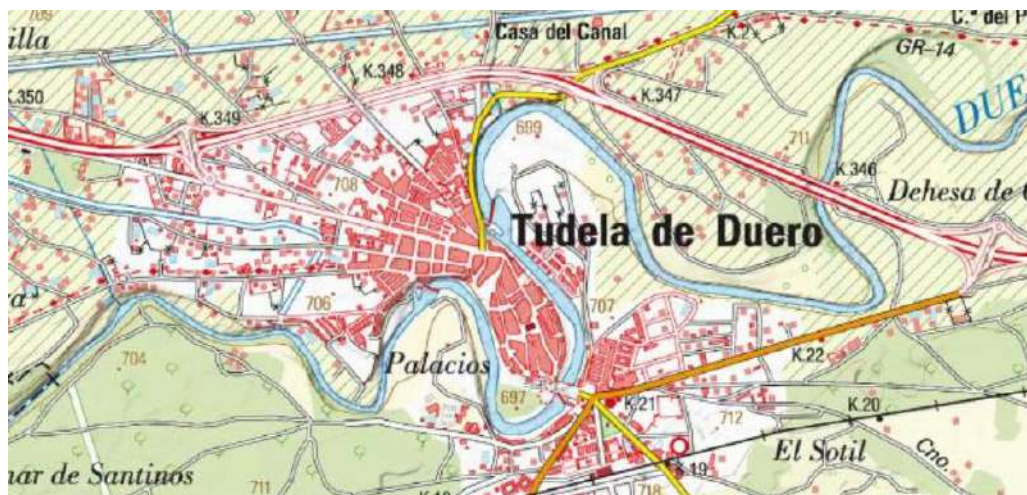 Casa del Canal
K.2
C.ª del P
GR-14
illa
K.348
K.350
K.347
K.349
699
711
DUE
K.346
708
Dehesa de
Tudela de Duero
706
707
704
Palacios
K.22
697
K.21
712
K.20
El Sotil
K.19
Cno.
nar de Santinos
711
718